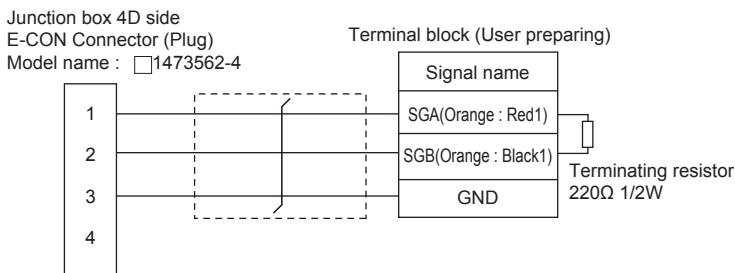 Junction box 4D side
E-CON Connector (Plug)
Model name : □1473562-4
Terminal block (User preparing)
Signal name
1
SGA(Orange : Red1)
2
SGB(Orange : Black1)
Terminating resistor
220Ω 1/2W
3
GND
4